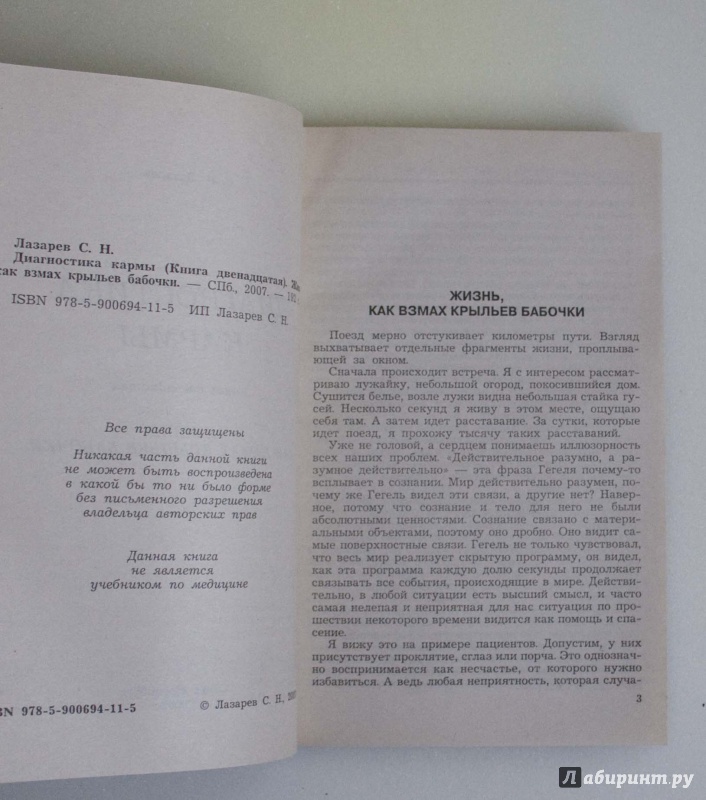 Лазарев С. Н.
Диагностика кармы (Книга двенадцатая).
как взмах крыльев бабочки. — СПб., 2007. —
ISBN 978-5-900694-11-5 ИП Лазарев С. Н.
Все права защищены
Никакая часть данной книги
не может быть воспроизведена
в какой бы то ни было форме
без письменного разрешения
владельца авторских прав
Данная книга
не является
учебником по медицине
BN 978-5-900694-11-5
© Лазарев С. Н.,
ЖИЗНЬ,
КАК ВЗМАХ КРЫЛЬЕВ БАБОЧКИ
Поезд мерно отстукивает километры пути. Взгляд
выхватывает отдельные фрагменты жизни, проплываю-
щей за окном.
Сначала происходит встреча. Я с интересом рассмат-
риваю лужайку, небольшой огород, покосившийся дом.
Сушится белье, возле лужи видна небольшая стайка гу-
сей. Несколько секунд я живу в этом месте, ощущаю
себя там. А затем идет расставание. За сутки, которые
идет поезд, я прохожу тысячу таких расставаний.
Уже не головой, а сердцем понимаешь иллюзорность
всех наших проблем. «Действительное разумно, а ра-
зумное действительно» — эта фраза Гегеля почему-то
всплывает в сознании. Мир действительно разумен, но
почему же Гегель видел эти связи, а другие нет? Навер-
ное, потому что сознание и тело для него не были
абсолютными ценностями. Сознание связано с матери-
альными объектами, поэтому оно дробно. Оно видит са-
мые поверхностные связи. Гегель не только чувствовал,
что весь мир реализует скрытую программу, он видел,
как эта программа каждую долю секунды продолжает
связывать все события, происходящие в мире. Действи-
тельно, в любой ситуации есть высший смысл, и часто
самая нелепая и неприятная для нас ситуация по про-
шествии некоторого времени видится как помощь и спа-
сение.
Я вижу это на примере пациентов. Допустим, у них
присутствует проклятие, сглаз или порча. Это однознач-
но воспринимается как несчастье, от которого нужно
избавиться. А ведь любая неприятность, которая случа-
3
Лабиринт.ру